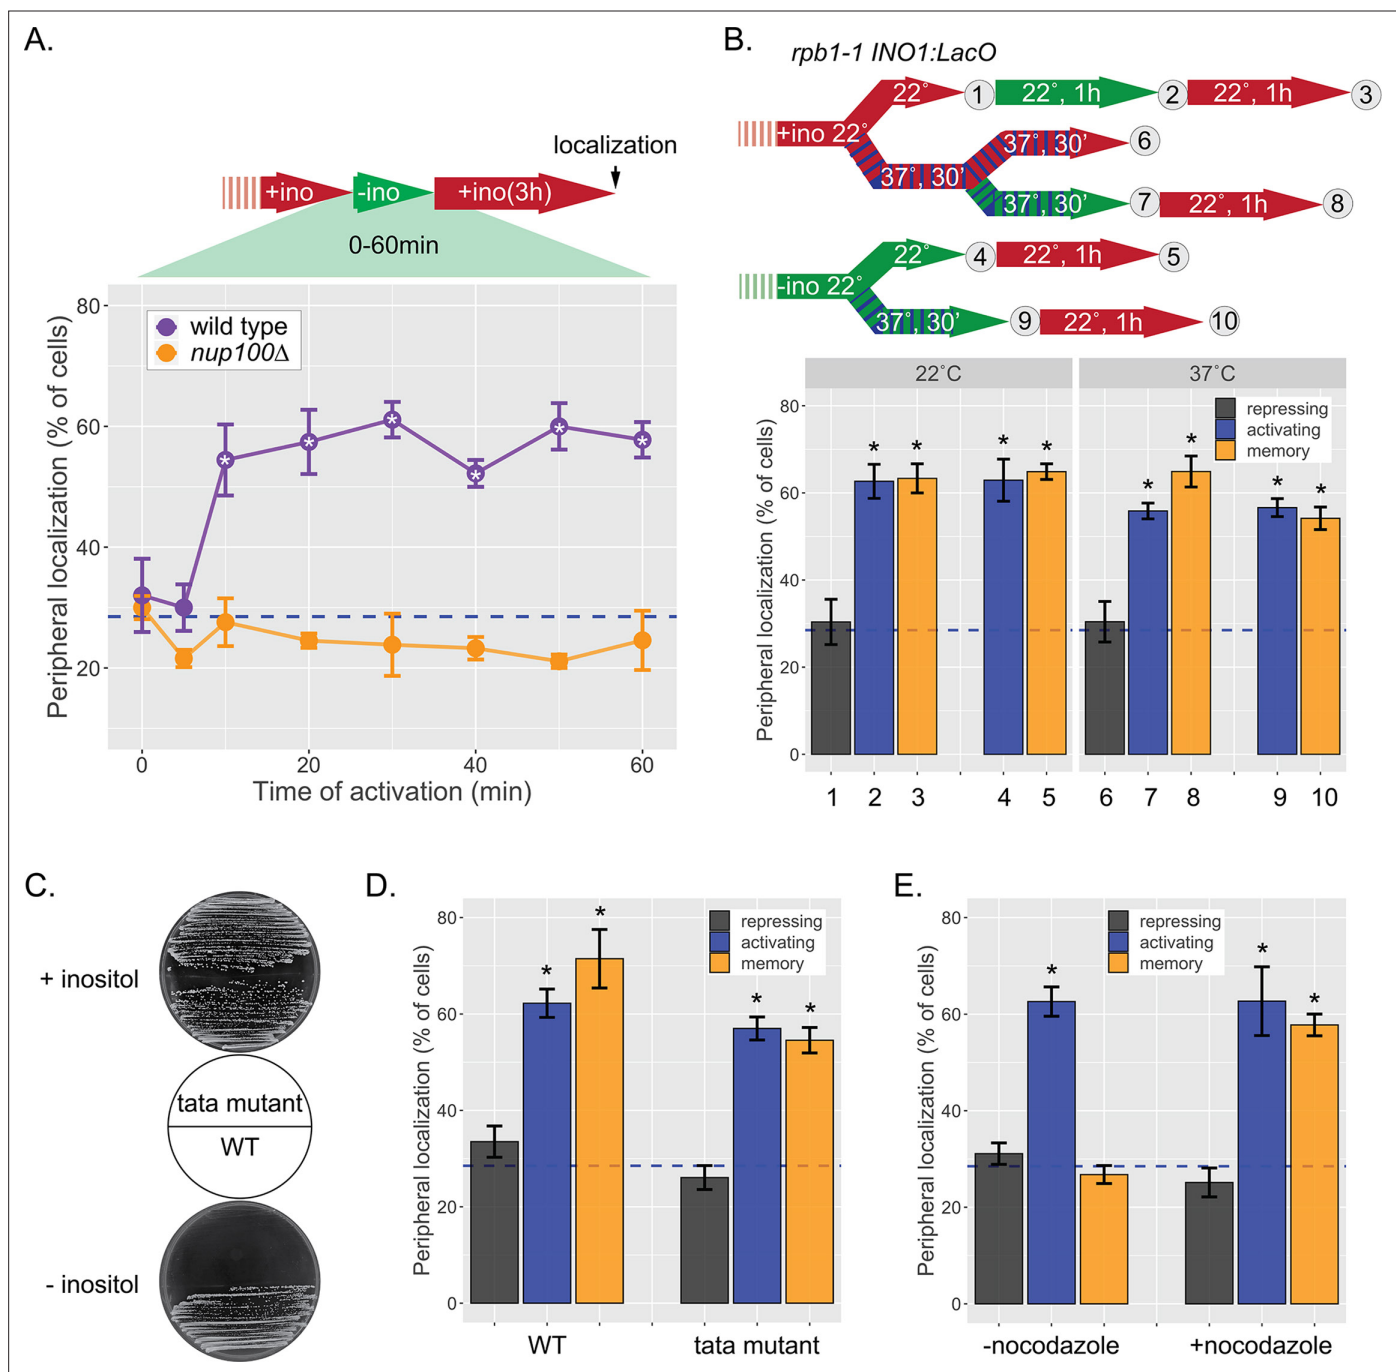 A.
localization
+ino
-ino
+ino(3h)
0-60min
Peripheral localization (% of cells)
80
60
40
20
wild type
nup100Δ
0
20
40
60
Time of activation (min)
B.
rpb1-1 INO1:LacO
22°
1
22°, 1h
2
22°, 1h
3
+ino 22°
37°, 30'
37°, 30'
6
37°, 30'
7
22°, 1h
8
-ino 22°
22°
4
22°, 1h
5
37°, 30'
9
22°, 1h
10
22°C
37°C
repressing
activating
memory
Peripheral localization (% of cells)
80
60
40
20
0
* * * * * * * *
1 2 3 4 5 6 7 8 9 10
C.
+ inositol
tata mutant
WT
- inositol
D.
Peripheral localization (% of cells)
80
60
40
20
0
repressing
activating
memory
* * * *
WT
tata mutant
E.
Peripheral localization (% of cells)
80
60
40
20
0
repressing
activating
memory
* * *
-nocodazole
+nocodazole